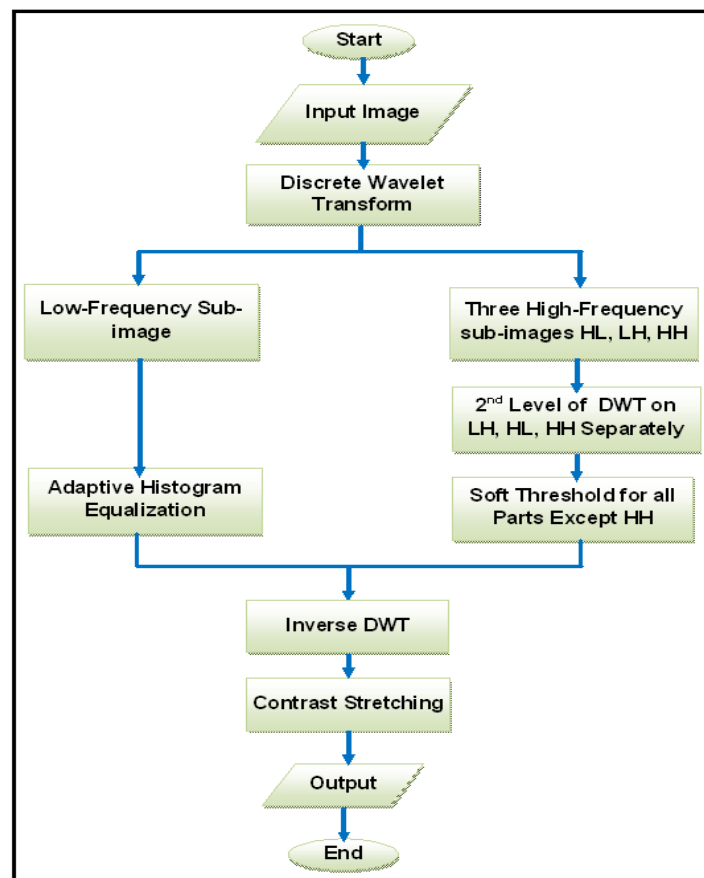 Start
Input Image
Discrete Wavelet
Transform
Low-Frequency Sub-
image
Three High-Frequency
sub-images HL, LH, HH
2nd Level of DWT on
LH, HL, HH Separately
Adaptive Histogram
Equalization
Soft Threshold for all
Parts Except HH
Inverse DWT
Contrast Stretching
Output
End